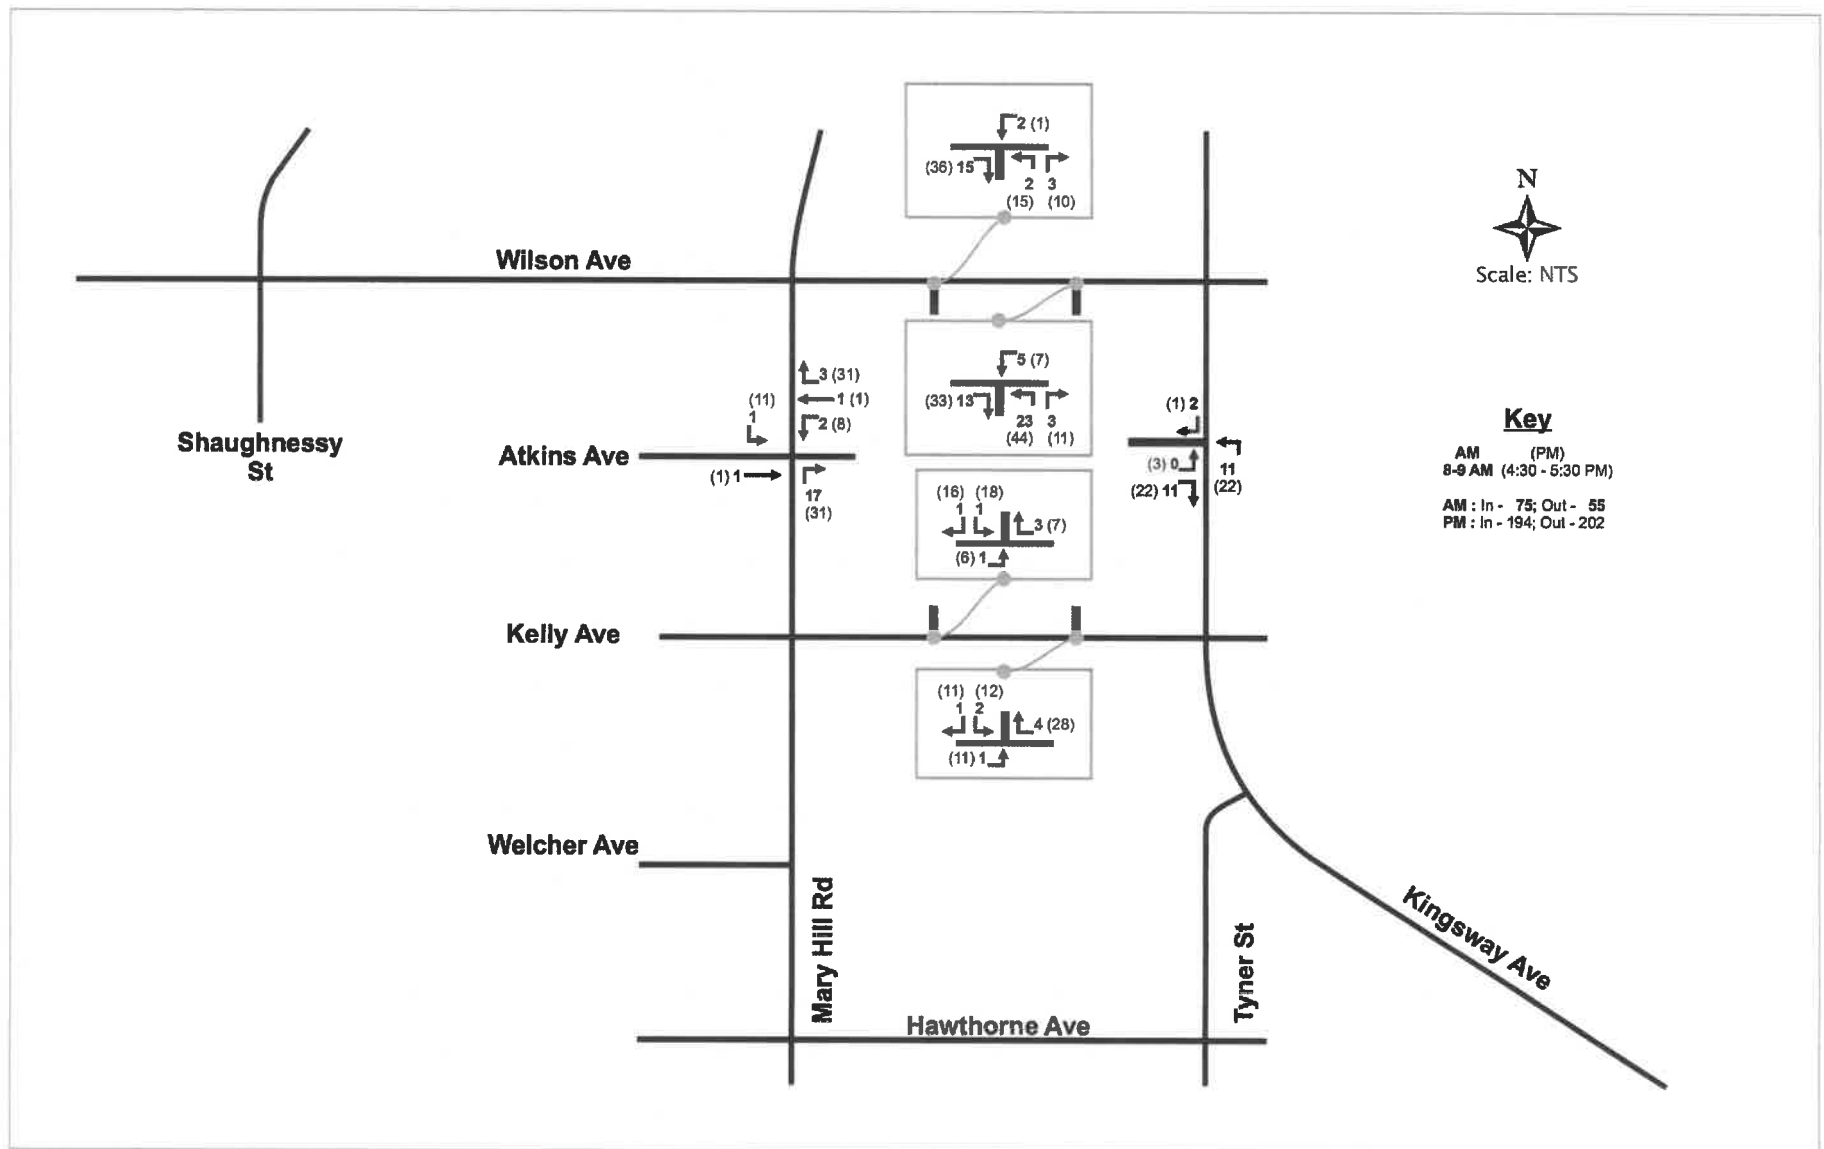 2 (1)
(36) 15
2 3
(15) (10)
N
Scale: NTS
Wilson Ave
3 (31)
(11)
1 (1)
1
2 (8)
5 (7)
(33) 13
23 3
(44) (11)
(1) 2
Key
AM (PM)
8-9 AM (4:30 - 5:30 PM)
AM : In - 75; Out - 55
PM : In - 194; Out - 202
Shaughnessy
St
Atkins Ave
(1) 1
17
(31)
(3) 0
11
(22) 11
(22)
(16) (18)
1 1
3 (7)
(6) 1
Kelly Ave
(11) (12)
1 2
4 (28)
(11) 1
Welcher Ave
Mary Hill Rd
Tyner St
Kingsway Ave
Hawthorne Ave